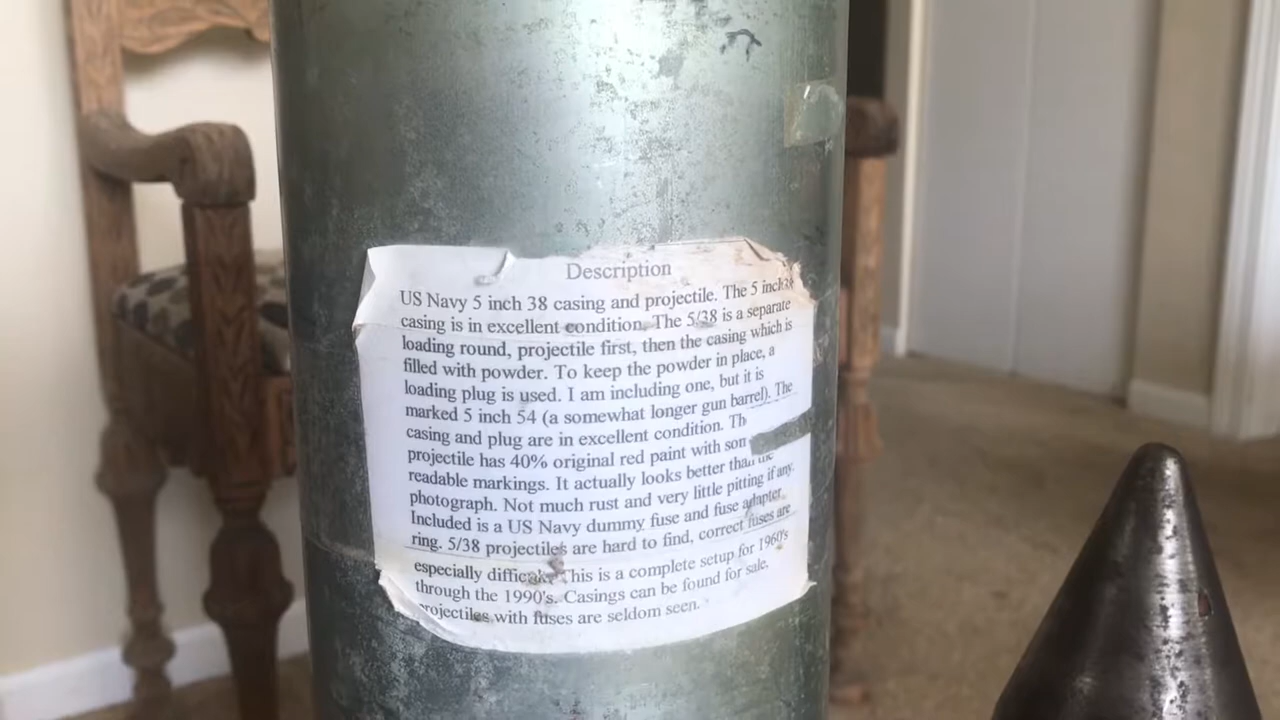 Description
US Navy 5 inch 38 casing and projectile. The 5 inch 38
casing is in excellent condition. The 5/38 is a separate
loading round, projectile first, then the casing which is
filled with powder. To keep the powder in place, a
loading plug is used. I am including one, but it is
marked 5 inch 54 (a somewhat longer gun barrel). The
casing and plug are in excellent condition. Th
projectile has 40% original red paint with som
readable markings. It actually looks better than the
photograph. Not much rust and very little pitting if any.
Included is a US Navy dummy fuse and fuse adapter
ring. 5/38 projectiles are hard to find, correct fuses are
especially difficult. This is a complete setup for 1960's
through the 1990's. Casings can be found for sale,
projectiles with fuses are seldom seen.